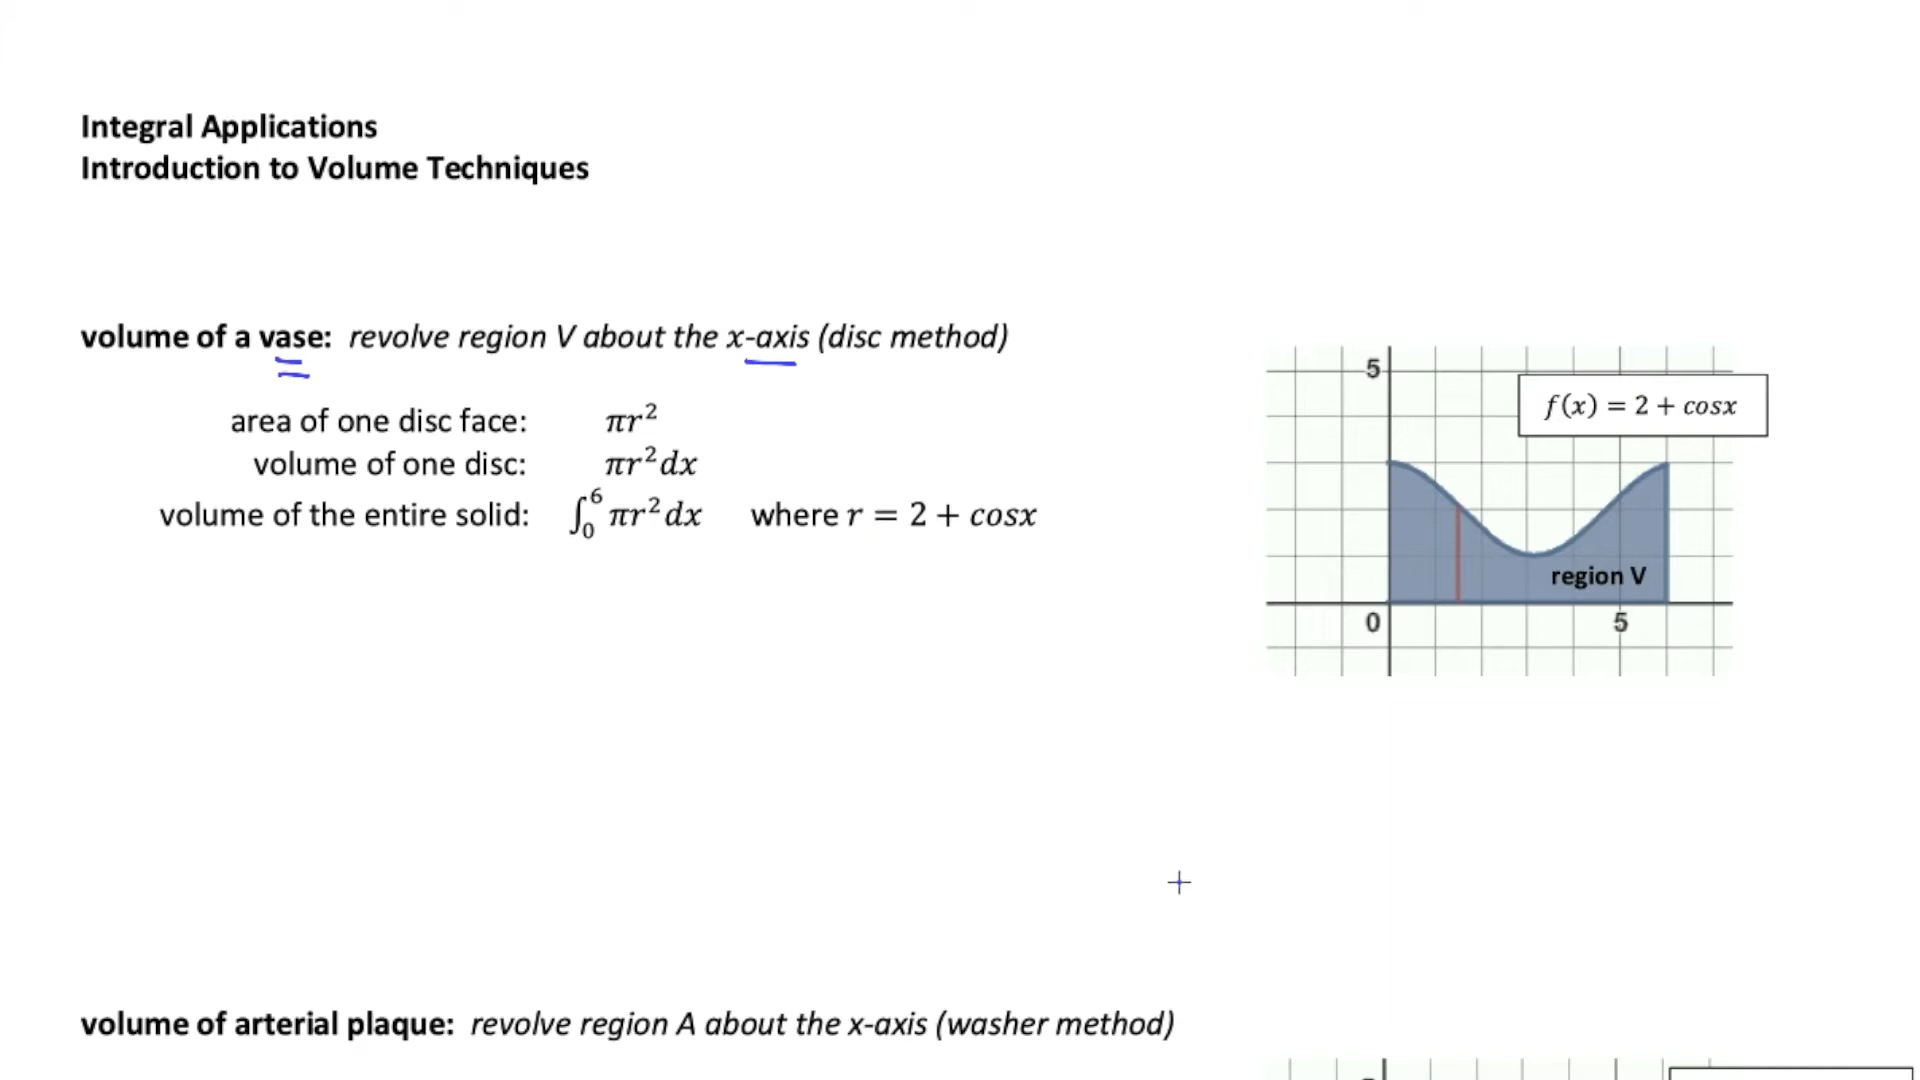 Integral Applications
Introduction to Volume Techniques
volume of a vase: revolve region V about the x-axis (disc method)
area of one disc face: πr²
volume of one disc: πr²dx
volume of the entire solid: ∫₀⁶ πr²dx where r = 2 + cosx
5
f(x) = 2 + cosx
region V
0 5
volume of arterial plaque: revolve region A about the x-axis (washer method)